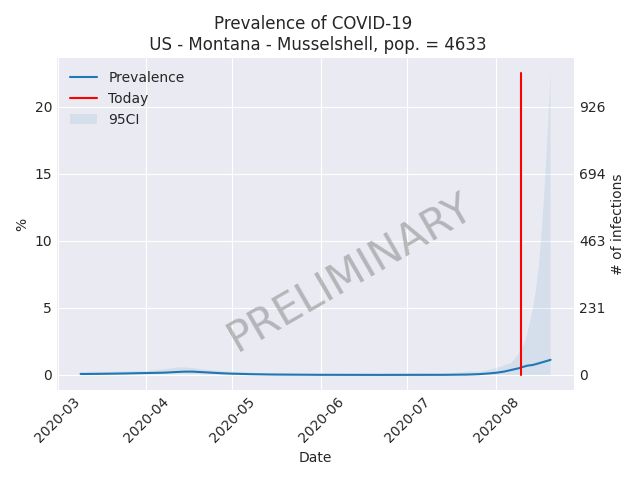 Prevalence of COVID-19
US - Montana - Musselshell, pop. = 4633
Prevalence
Today
95CI
20
15
10
5
0
%
926
694
463
231
0
# of infections
PRELIMINARY
2020-03
2020-04
2020-05
2020-06
2020-07
2020-08
Date